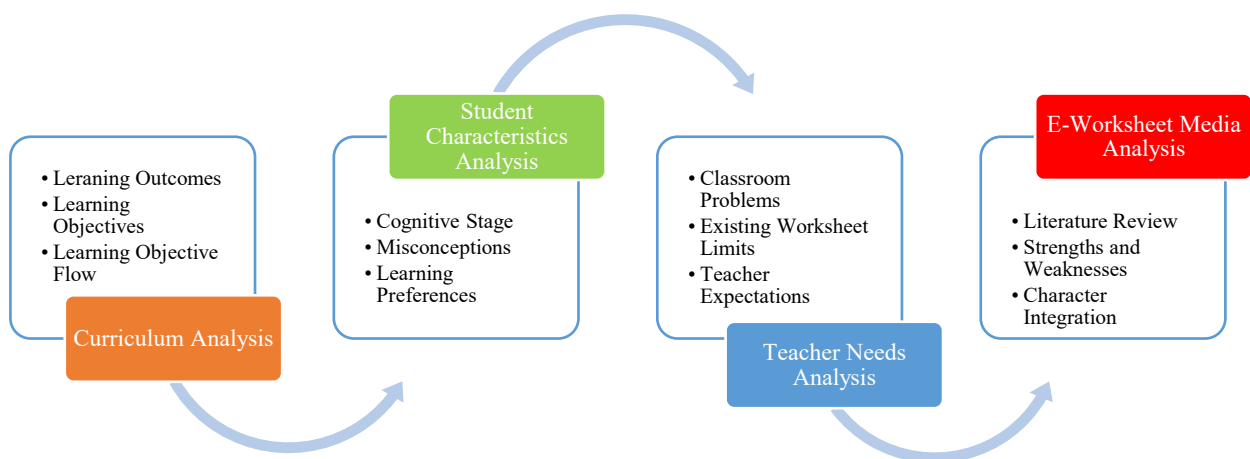 • Leraning Outcomes
• Learning
Objectives
• Learning Objective
Flow
Curriculum Analysis
Student
Characteristics
Analysis
• Cognitive Stage
• Misconceptions
• Learning
Preferences
• Classroom
Problems
• Existing Worksheet
Limits
• Teacher
Expectations
Teacher Needs
Analysis
E-Worksheet Media
Analysis
• Literature Review
• Strengths and
Weaknesses
• Character
Integration